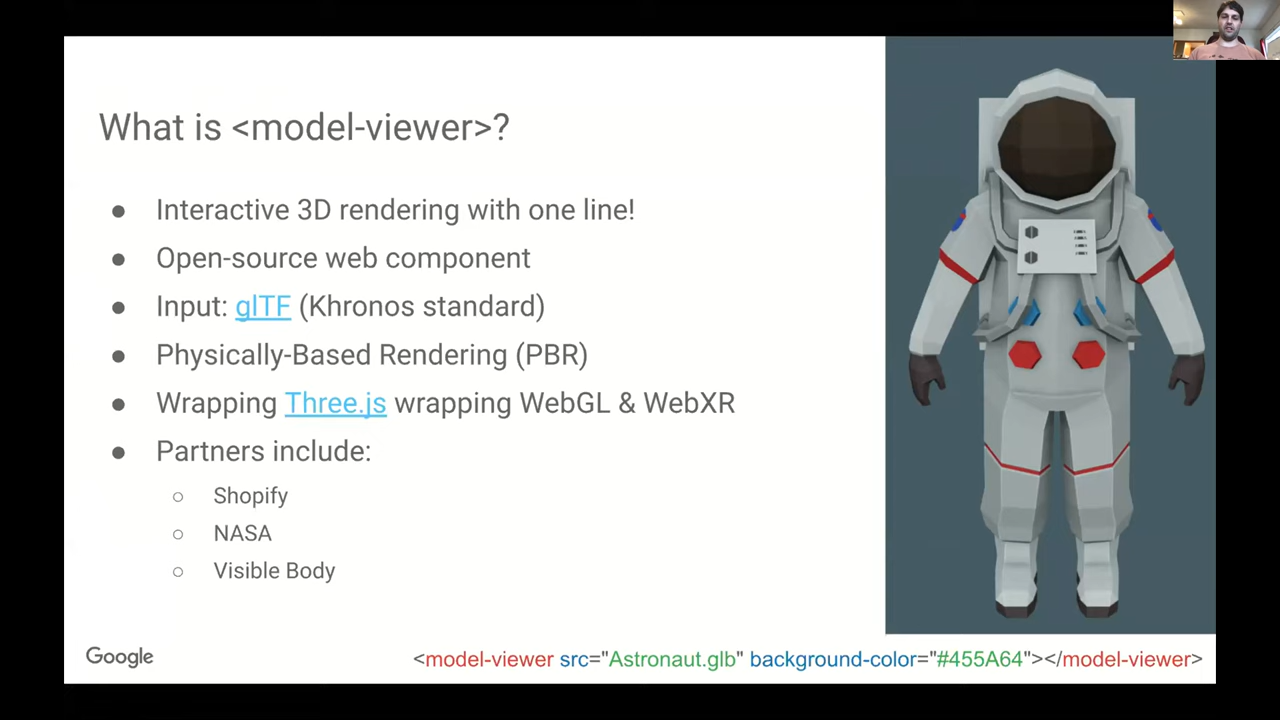 What is <model-viewer>?
● Interactive 3D rendering with one line!
● Open-source web component
● Input: glTF (Khronos standard)
● Physically-Based Rendering (PBR)
● Wrapping Three.js wrapping WebGL & WebXR
● Partners include:
○ Shopify
○ NASA
○ Visible Body
Google
<model-viewer src="Astronaut.glb" background-color="#455A64"></model-viewer>